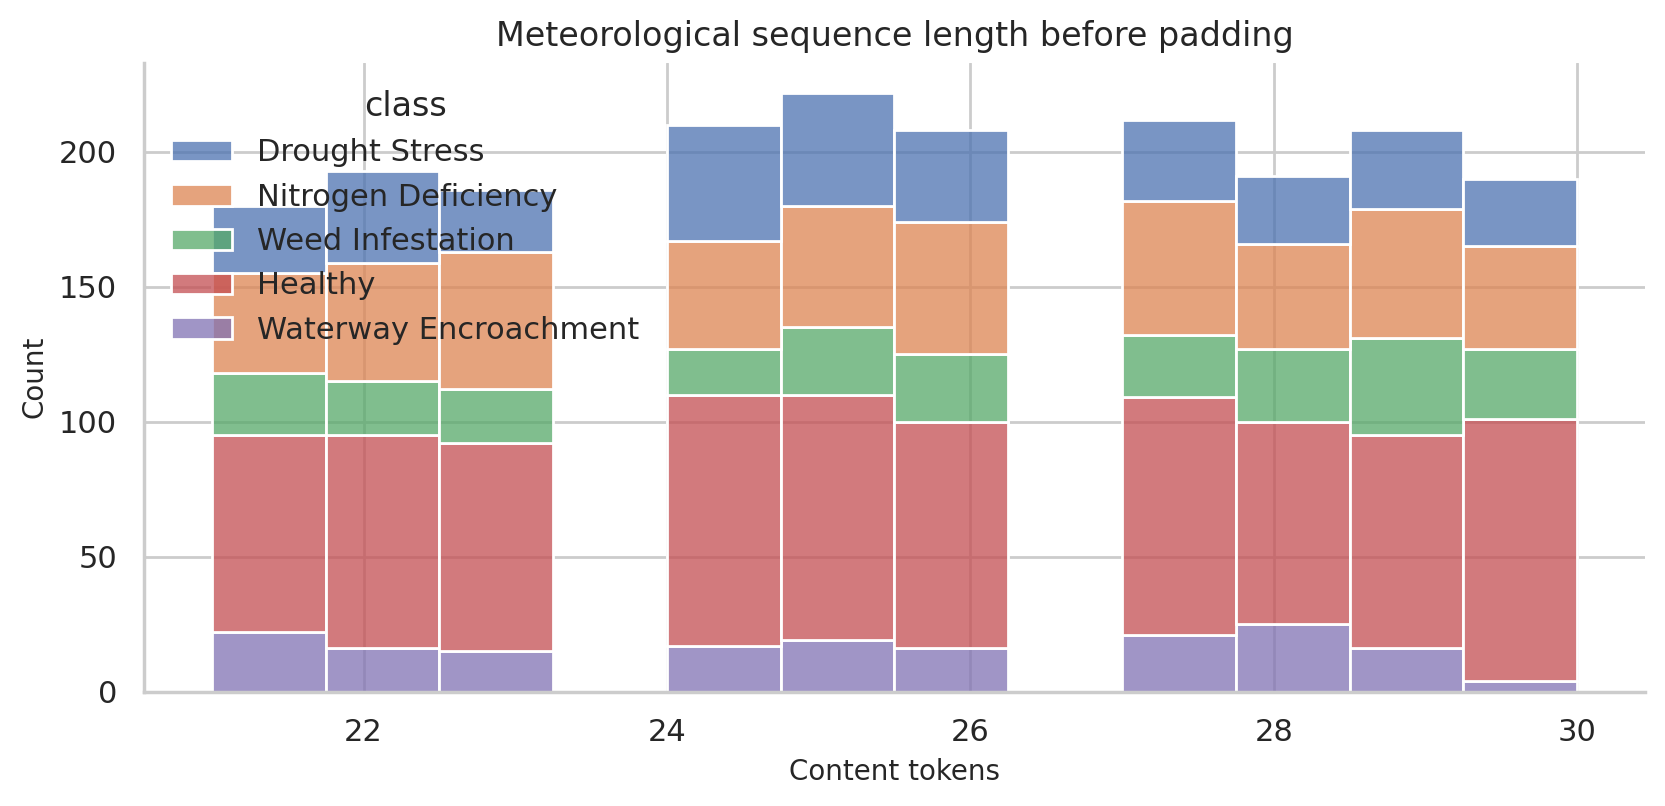 Meteorological sequence length before padding
class
Drought Stress
Nitrogen Deficiency
Weed Infestation
Healthy
Waterway Encroachment
200
150
100
50
0
Count
22 24 26 28 30
Content tokens